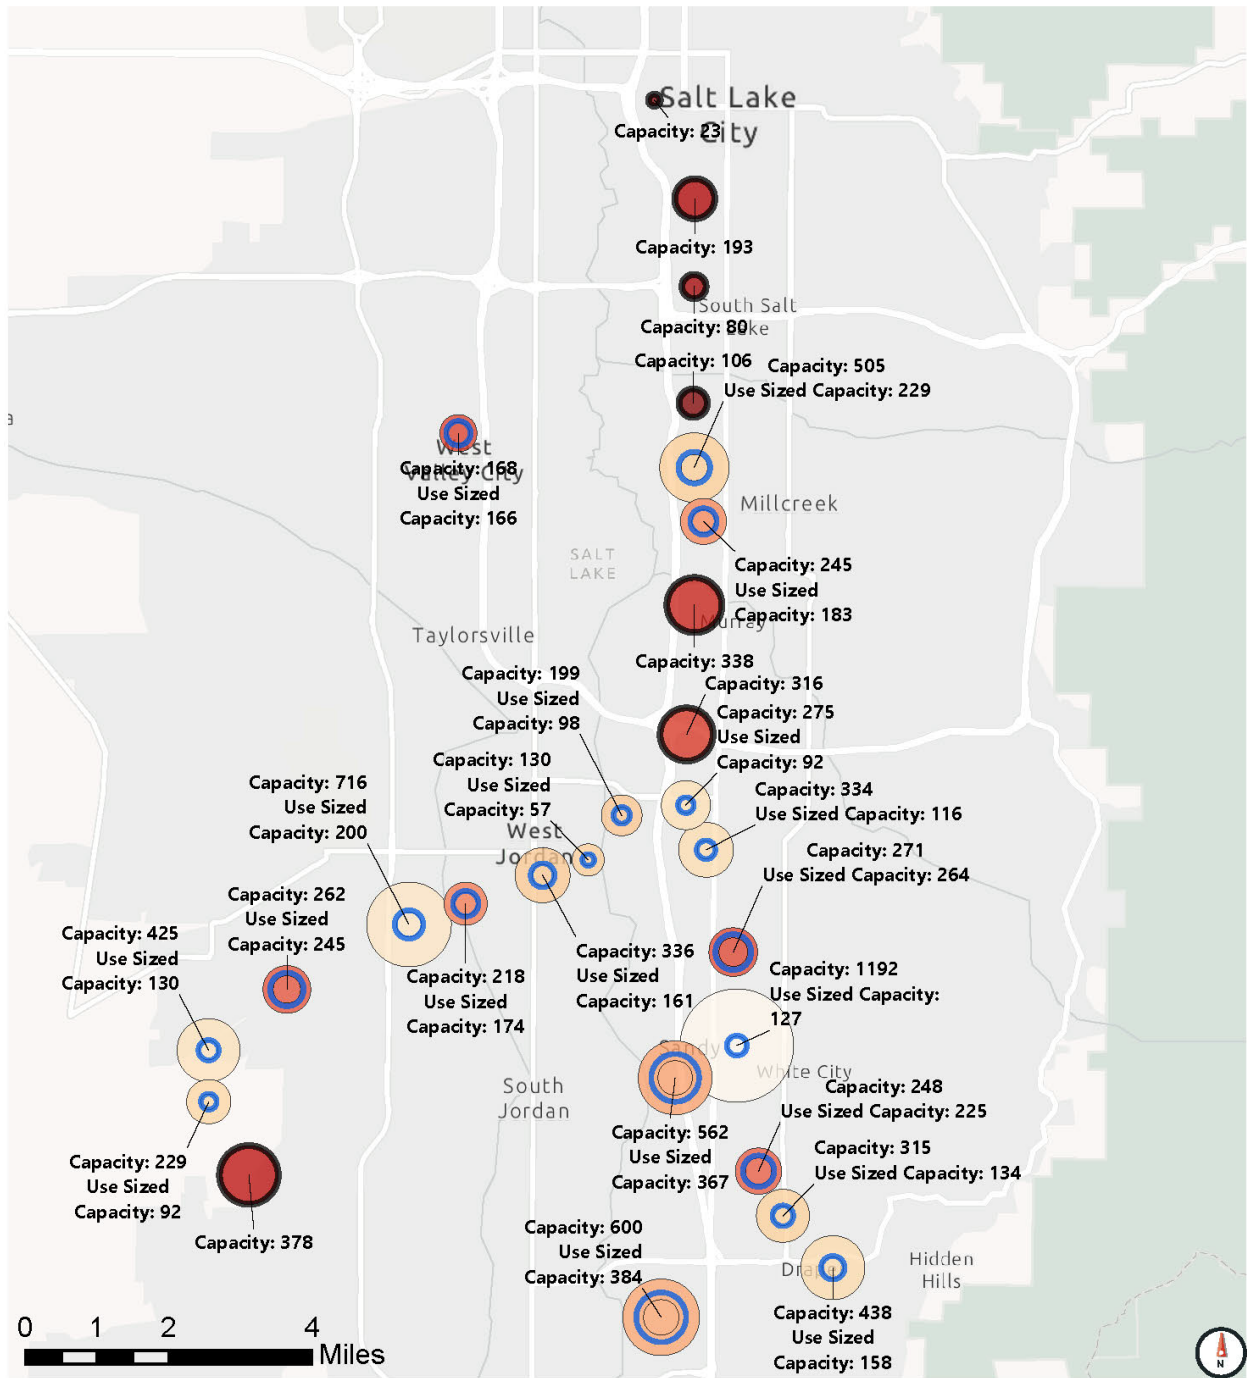 Salt Lake
City
Capacity: 23
Capacity: 193
South Salt
Lake
Capacity: 80
Capacity: 106
Capacity: 505
Use Sized Capacity: 229
a
West
Valley City
Capacity: 168
Use Sized
Capacity: 166
Millcreek
SALT
LAKE
Capacity: 245
Use Sized
Capacity: 183
Murray
Taylorsville
Capacity: 338
Capacity: 199
Use Sized
Capacity: 98
Capacity: 316
Capacity: 275
Use Sized
Capacity: 92
Capacity: 130
Use Sized
Capacity: 57
Capacity: 716
Use Sized
Capacity: 200
Capacity: 334
Use Sized Capacity: 116
West
Jordan
Capacity: 271
Use Sized Capacity: 264
Capacity: 262
Use Sized
Capacity: 245
Capacity: 425
Use Sized
Capacity: 130
Capacity: 218
Use Sized
Capacity: 174
Capacity: 336
Use Sized
Capacity: 161
Capacity: 1192
Use Sized Capacity:
127
Sandy
White City
South
Jordan
Capacity: 248
Use Sized Capacity: 225
Capacity: 562
Use Sized
Capacity: 367
Capacity: 315
Use Sized Capacity: 134
Capacity: 229
Use Sized
Capacity: 92
Capacity: 378
Capacity: 600
Use Sized
Capacity: 384
Draper
Hidden
Hills
Capacity: 438
Use Sized
Capacity: 158
0 1 2 4
Miles
N